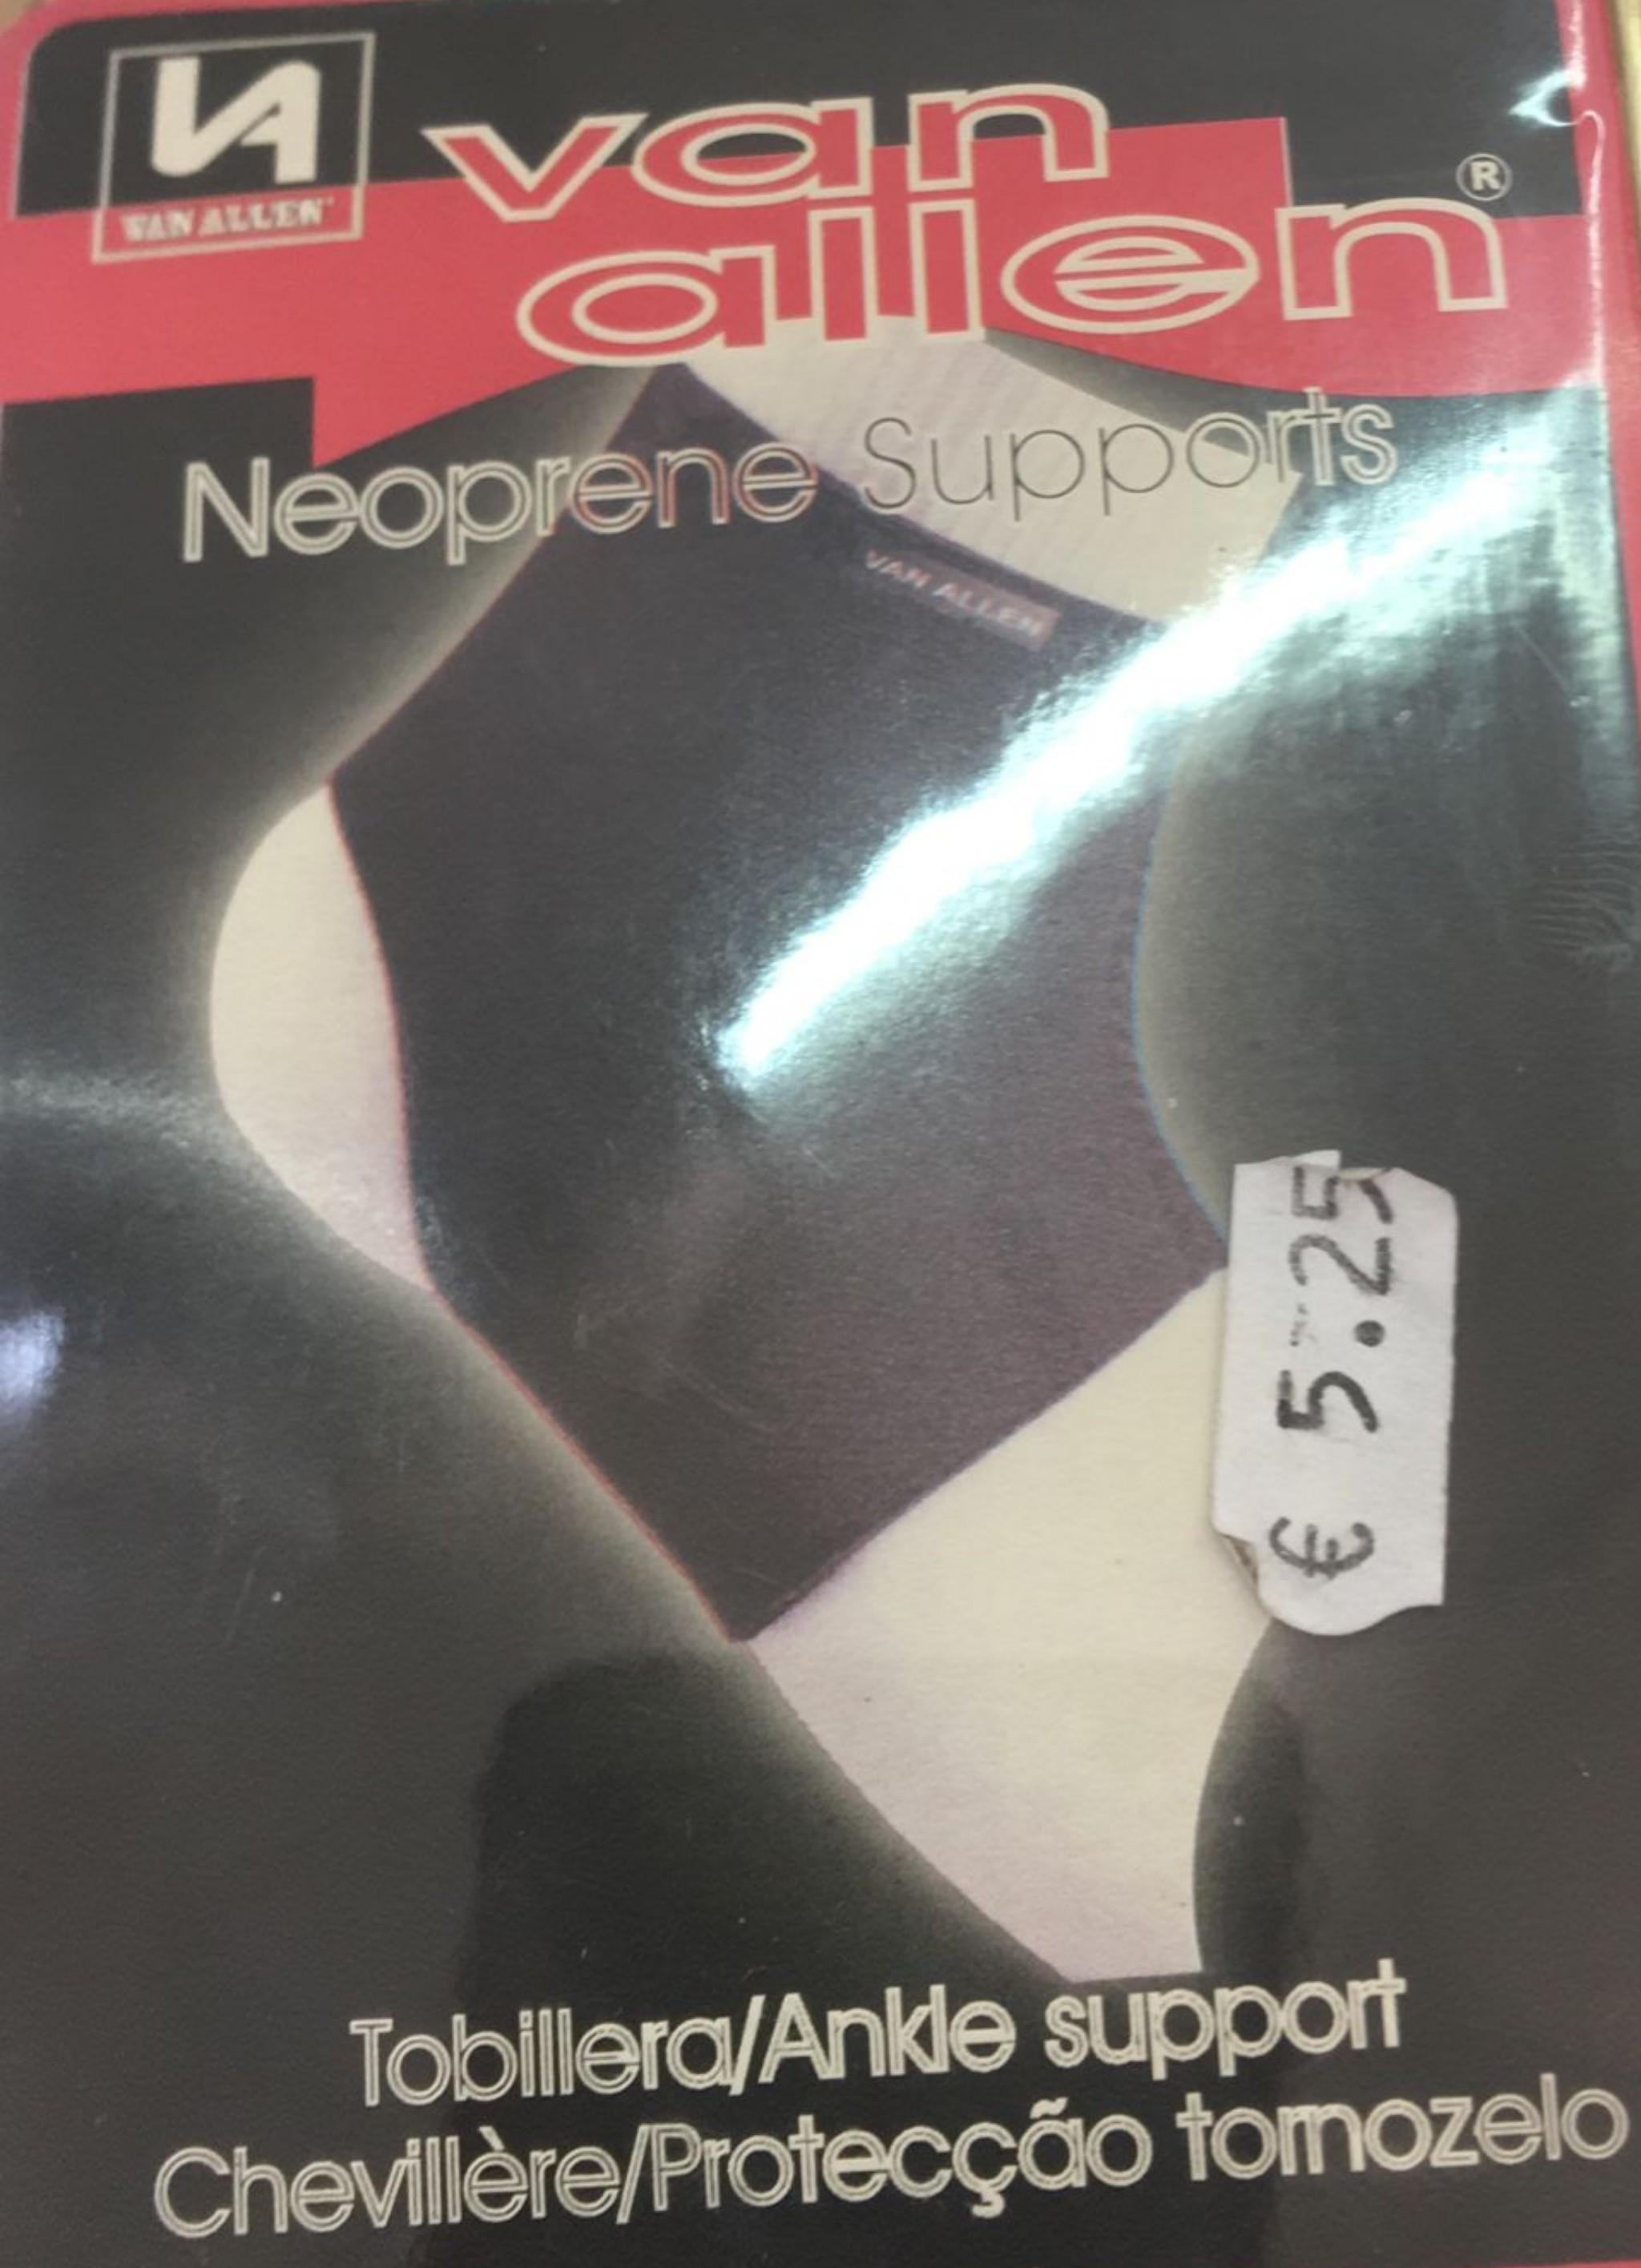 VA
VAN ALLEN
van
allen ®
Neoprene Supports
VAN ALLEN
€ 5.25
Tobillera/Ankle support
Chevillère/Protecção tornozelo